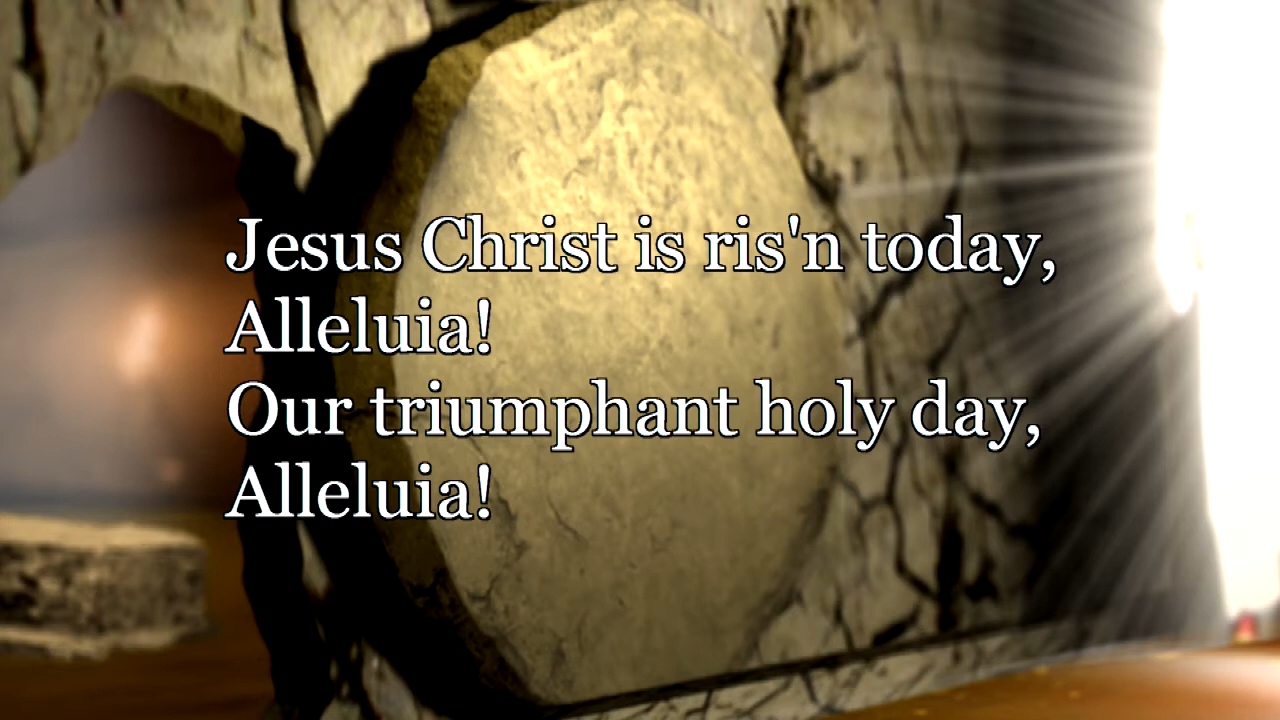 Jesus Christ is ris'n today,
Alleluia!
Our triumphant holy day,
Alleluia!